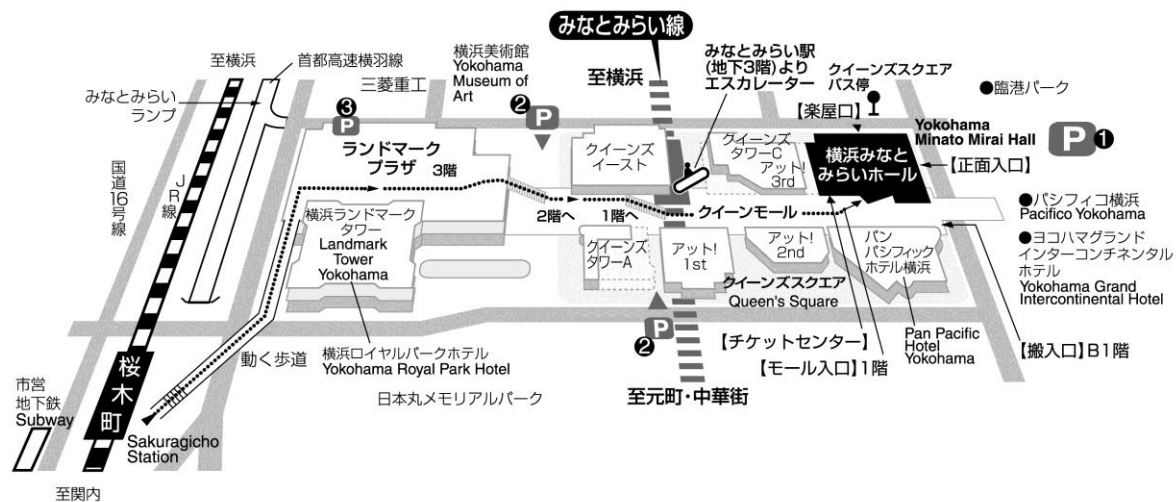 みなとみらい線
至横浜
首都高速横羽線
至横浜
みなとみらい
ランプ
三菱重工
横浜美術館
Yokohama
Museum of
Art
❷
P
❸
P
みなとみらい駅
(地下3階)より
エスカレーター
クイーンズスクエア
バス停
【楽屋口】
●臨港パーク
Yokohama
Minato Mirai Hall
P
❶
横浜みなと
みらいホール
【正面入口】
ランドマーク
プラザ
3階
クイーンズ
イースト
クイーンズ
タワーC
アット!
3rd
国道16号線
JR線
横浜ランドマーク
タワー
Landmark
Tower
Yokohama
2階へ
1階へ
クイーンモール
●パシフィコ横浜
Pacifico Yokohama
●ヨコハマグランド
インターコンチネンタル
ホテル
Yokohama Grand
Intercontinental Hotel
クイーンズ
タワーA
アット!
1st
アット!
2nd
パン
パシフィック
ホテル横浜
クイーンズスクエア
Queen's Square
❷
P
【チケットセンター】
【モール入口】1階
Pan Pacific
Hotel
Yokohama
【搬入口】B1階
動く歩道
横浜ロイヤルパークホテル
Yokohama Royal Park Hotel
日本丸メモリアルパーク
至元町・中華街
桜木町
市営
地下鉄
Subway
Sakuragicho
Station
至関内